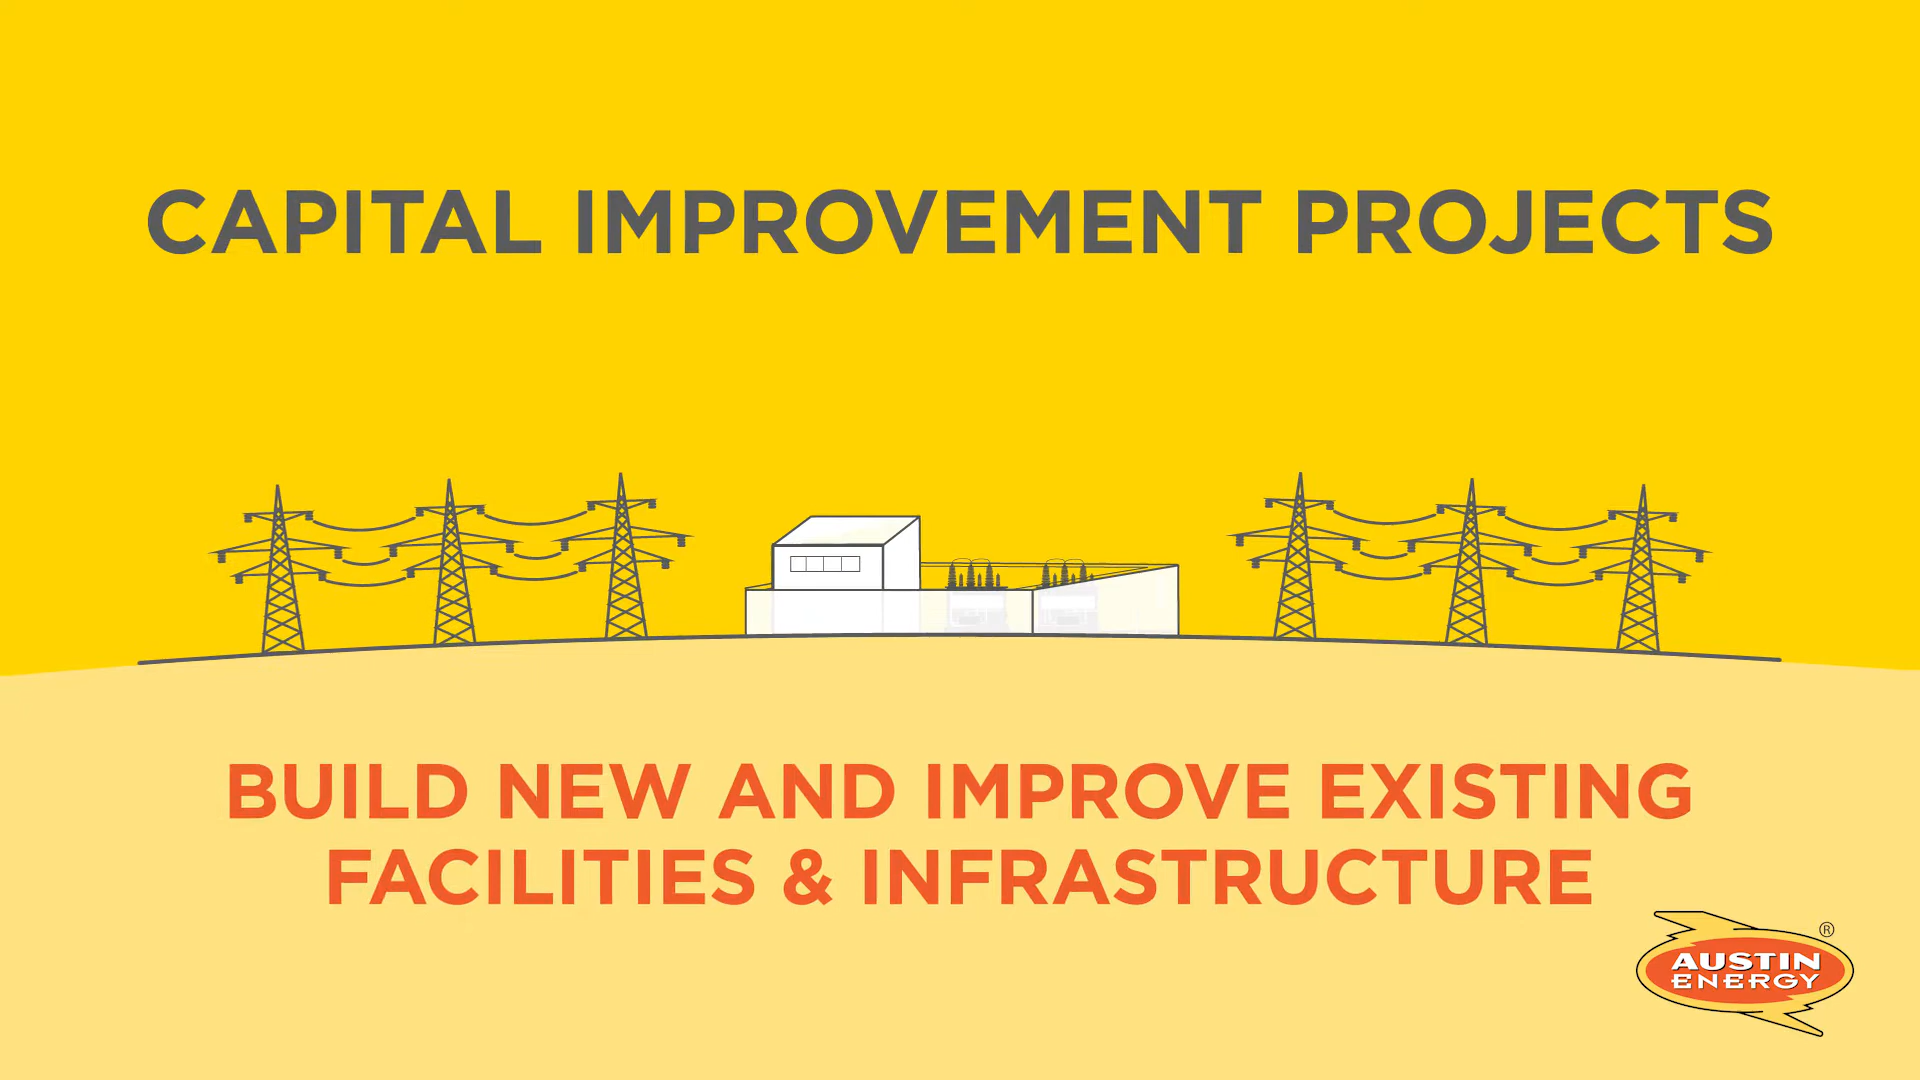 CAPITAL IMPROVEMENT PROJECTS
BUILD NEW AND IMPROVE EXISTING
FACILITIES & INFRASTRUCTURE
®
AUSTIN
ENERGY